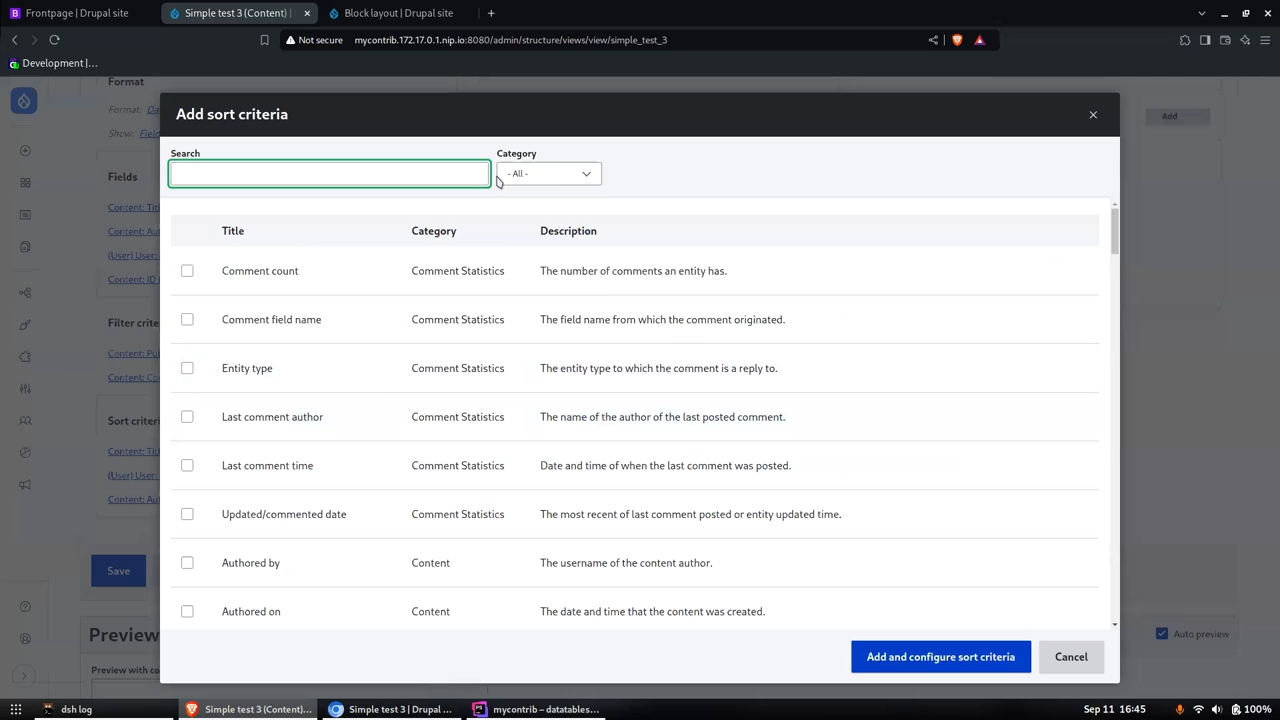 Frontpage | Drupal site
Simple test 3 (Content) |
Block layout | Drupal site
Not secure mycontrib.172.17.0.1.nip.io:8080/admin/structure/views/view/simple_test_3
Development |...
Format
Format: Da
Show: Field
Add
Add sort criteria
Search
Category
- All -
Fields
Content: Titl
Content: Aut
(User) User:
Content: ID (
Filter crite
Content: Pub
Content: Co
Sort criteri
Content: Titl
(User) User:
Content: Aut
Title Category Description
Comment count Comment Statistics The number of comments an entity has.
Comment field name Comment Statistics The field name from which the comment originated.
Entity type Comment Statistics The entity type to which the comment is a reply to.
Last comment author Comment Statistics The name of the author of the last posted comment.
Last comment time Comment Statistics Date and time of when the last comment was posted.
Updated/commented date Comment Statistics The most recent of last comment posted or entity updated time.
Authored by Content The username of the content author.
Authored on Content The date and time that the content was created.
Save
Preview
Auto preview
Preview with co
Add and configure sort criteria
Cancel
dsh log
Simple test 3 (Content)...
Simple test 3 | Drupal ...
mycontrib – datatables...
Sep 11 16:45
100%